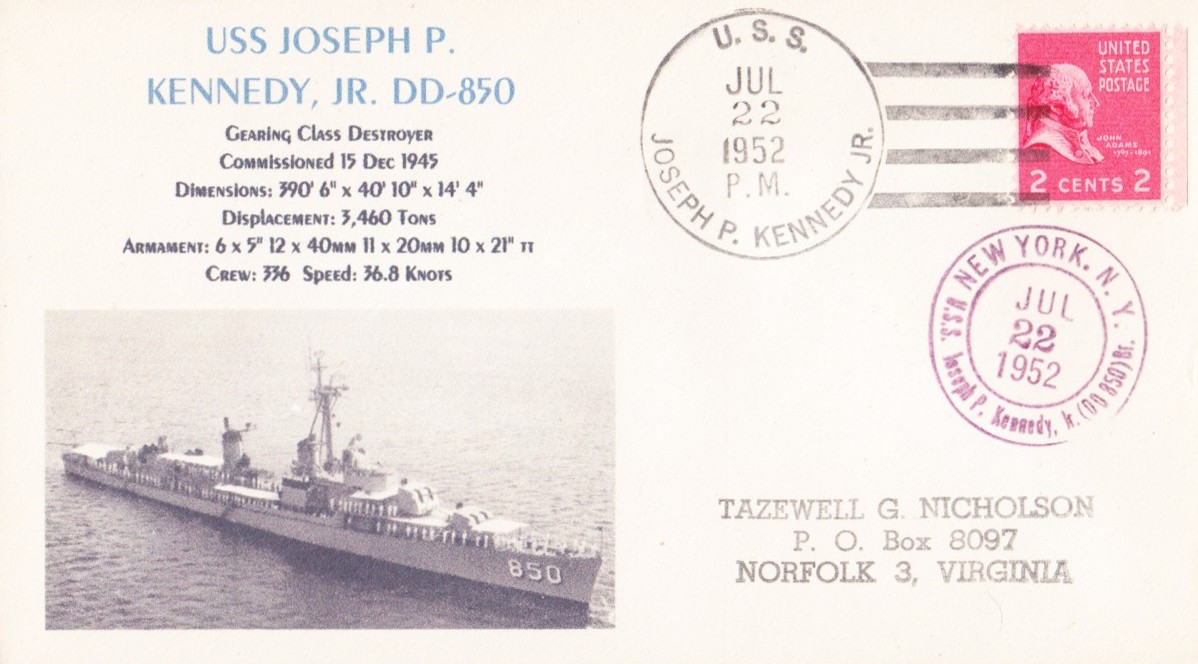 USS JOSEPH P.
KENNEDY, JR. DD-850
Gearing Class Destroyer
Commissioned 15 Dec 1945
Dimensions: 390' 6" x 40' 10" x 14' 4"
Displacement: 3,460 Tons
Armament: 6 x 5" 12 x 40mm 11 x 20mm 10 x 21" tt
Crew: 336 Speed: 36.8 Knots
850
U. S. S.
JUL
22
1952
P.M.
JOSEPH P. KENNEDY JR.
UNITED
STATES
POSTAGE
JOHN
ADAMS
1797-1801
2 CENTS 2
NEW YORK, N. Y.
JUL
22
1952
U.S.S. Joseph P. Kennedy, Jr. (DD 850) Br.
TAZEWELL G. NICHOLSON
P. O. Box 8097
NORFOLK 3, VIRGINIA